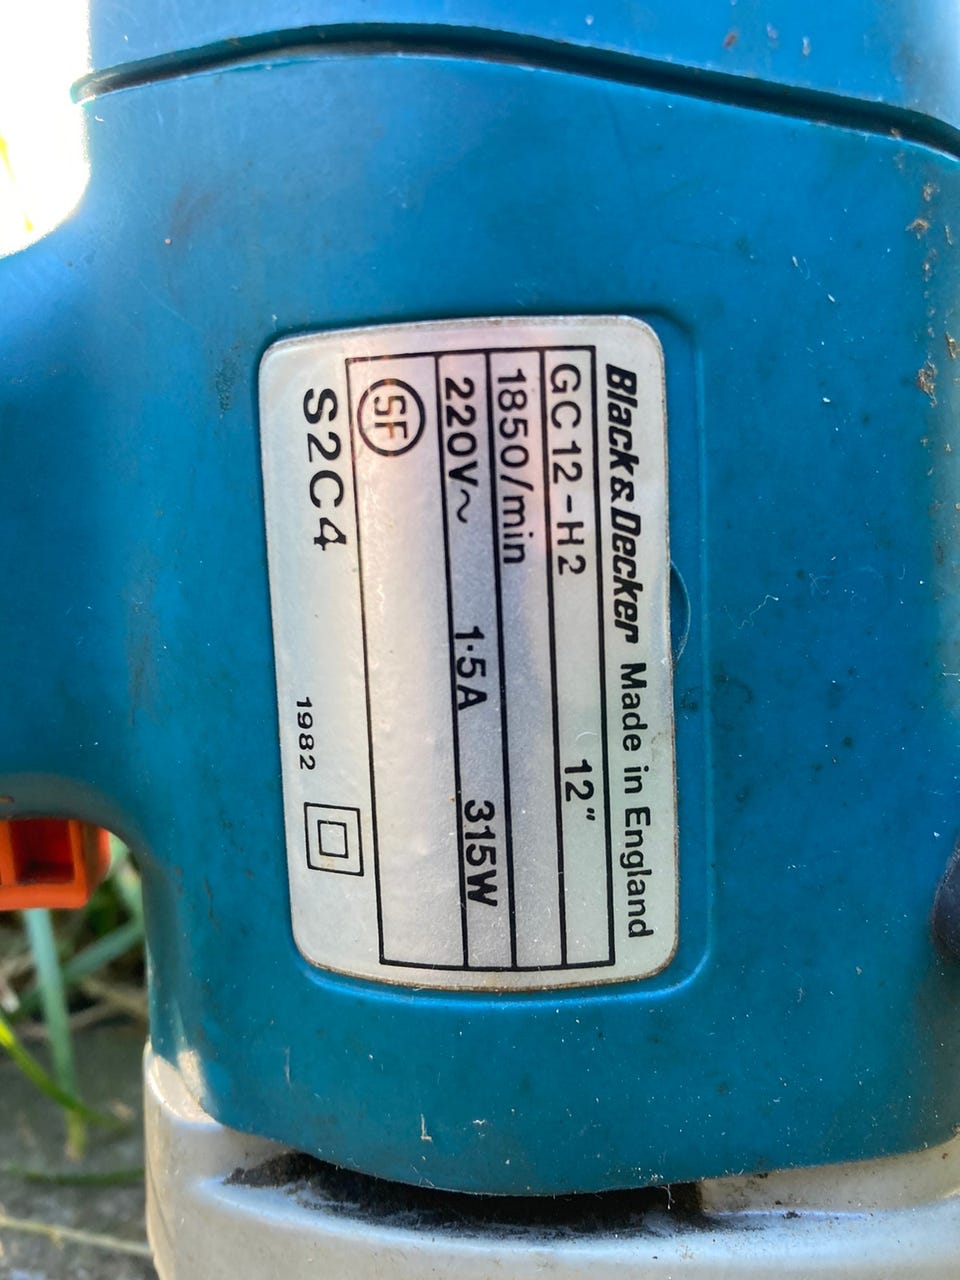 Black & Decker Made in England
GC12-H2 12"
1850/min
220V~ 1·5A 315W
SF
S2C4 1982